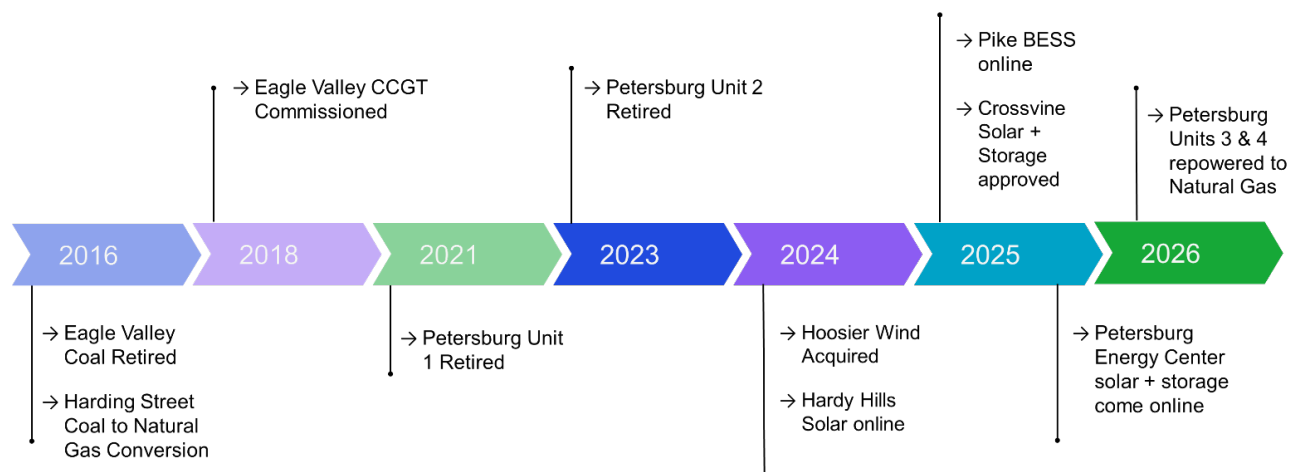 → Pike BESS
online
→ Crossvine
Solar +
Storage
approved
→ Eagle Valley CCGT
Commissioned
→ Petersburg Unit 2
Retired
→ Petersburg
Units 3 & 4
repowered to
Natural Gas
2016
2018
2021
2023
2024
2025
2026
→ Eagle Valley
Coal Retired
→ Harding Street
Coal to Natural
Gas Conversion
→ Petersburg Unit
1 Retired
→ Hoosier Wind
Acquired
→ Hardy Hills
Solar online
→ Petersburg
Energy Center
solar + storage
come online